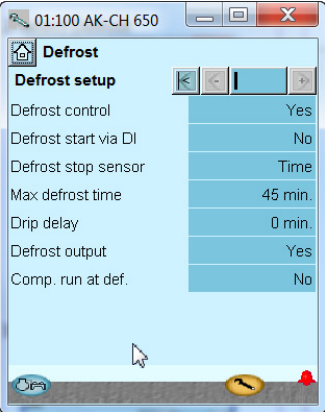 01:100 AK-CH 650
Defrost
Defrost setup
Defrost control Yes
Defrost start via DI No
Defrost stop sensor Time
Max defrost time 45 min.
Drip delay 0 min.
Defrost output Yes
Comp. run at def. No